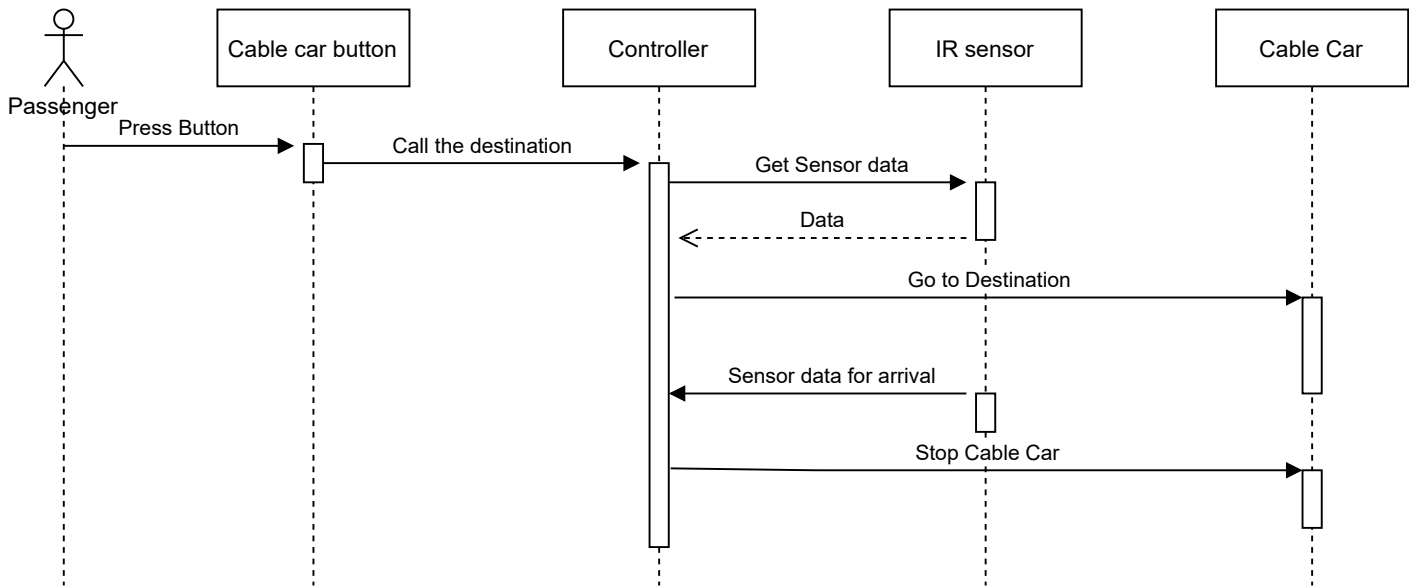 Cable car button
Controller
IR sensor
Cable Car
Passenger
Press Button
Call the destination
Get Sensor data
Data
Go to Destination
Sensor data for arrival
Stop Cable Car